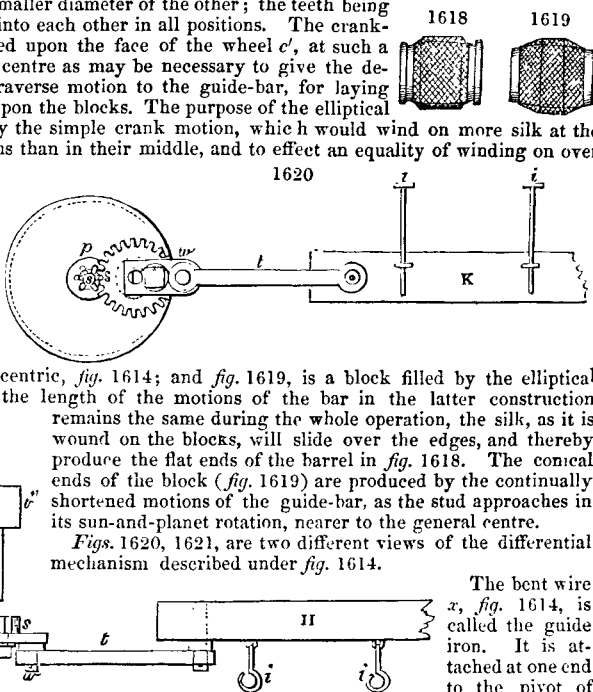 smaller diameter of the other; the teeth being
into each other in all positions. The crank-
ed upon the face of the wheel c', at such a
centre as may be necessary to give the de-
raverse motion to the guide-bar, for laying
upon the blocks. The purpose of the elliptical
y the simple crank motion, whic h would wind on more silk at the
ns than in their middle, and to effect an equality of winding on over
1618 1619
1620
p s w t i i K
centric, fig. 1614; and fig. 1619, is a block filled by the elliptical
the length of the motions of the bar in the latter construction
remains the same during the whole operation, the silk, as it is
wound on the blocks, will slide over the edges, and thereby
produce the flat ends of the barrel in fig. 1618. The conical
ends of the block (fig. 1619) are produced by the continually
shortened motions of the guide-bar, as the stud approaches in
its sun-and-planet rotation, nearer to the general centre.
Figs. 1620, 1621, are two different views of the differential
mechanism described under fig. 1614.
v"
s t w H i i
The bent wire
x, fig. 1614, is
called the guide
iron. It is at-
tached at one end
to the pivot of